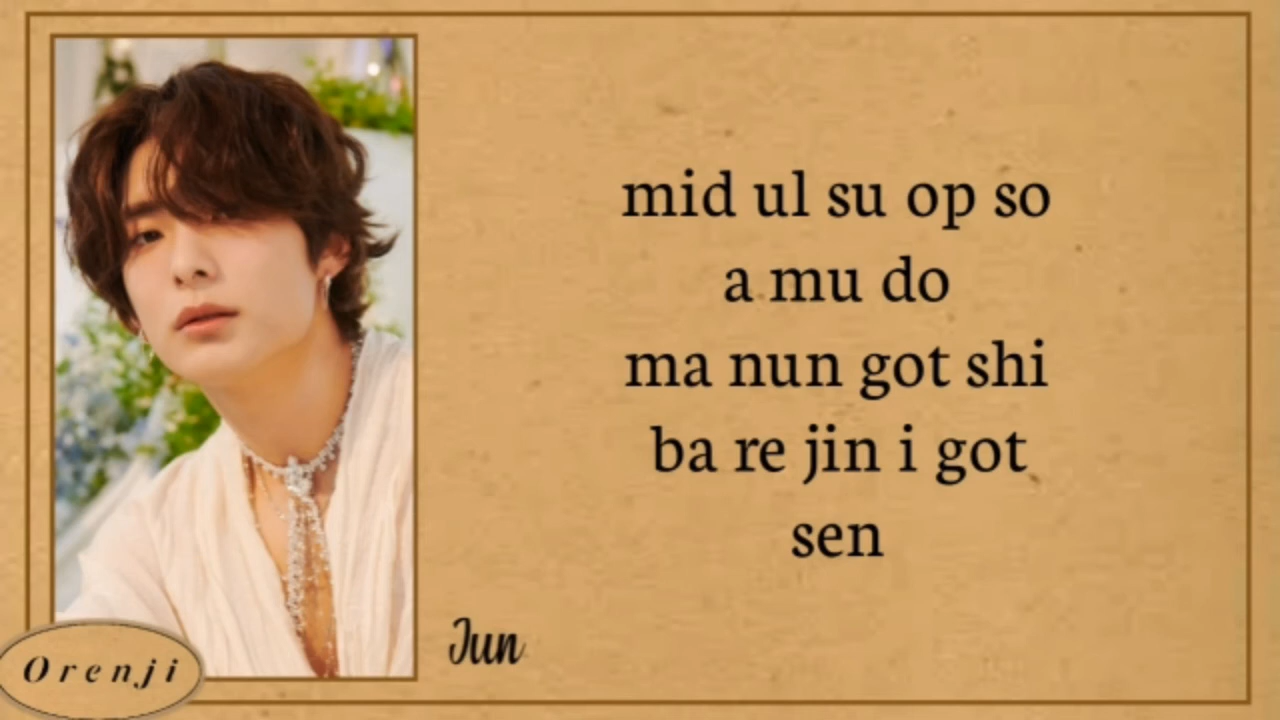 mid ul su op so
a mu do
ma nun got shi
ba re jin i got
sen
Jun
Orenji